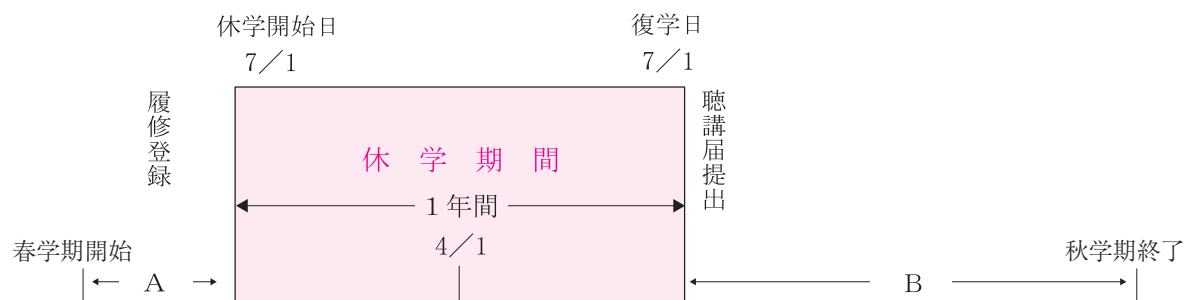 休学開始日
7／1
復学日
7／1
履修登録
聴講届提出
休学期間
1年間
4／1
春学期開始
秋学期終了
A
B